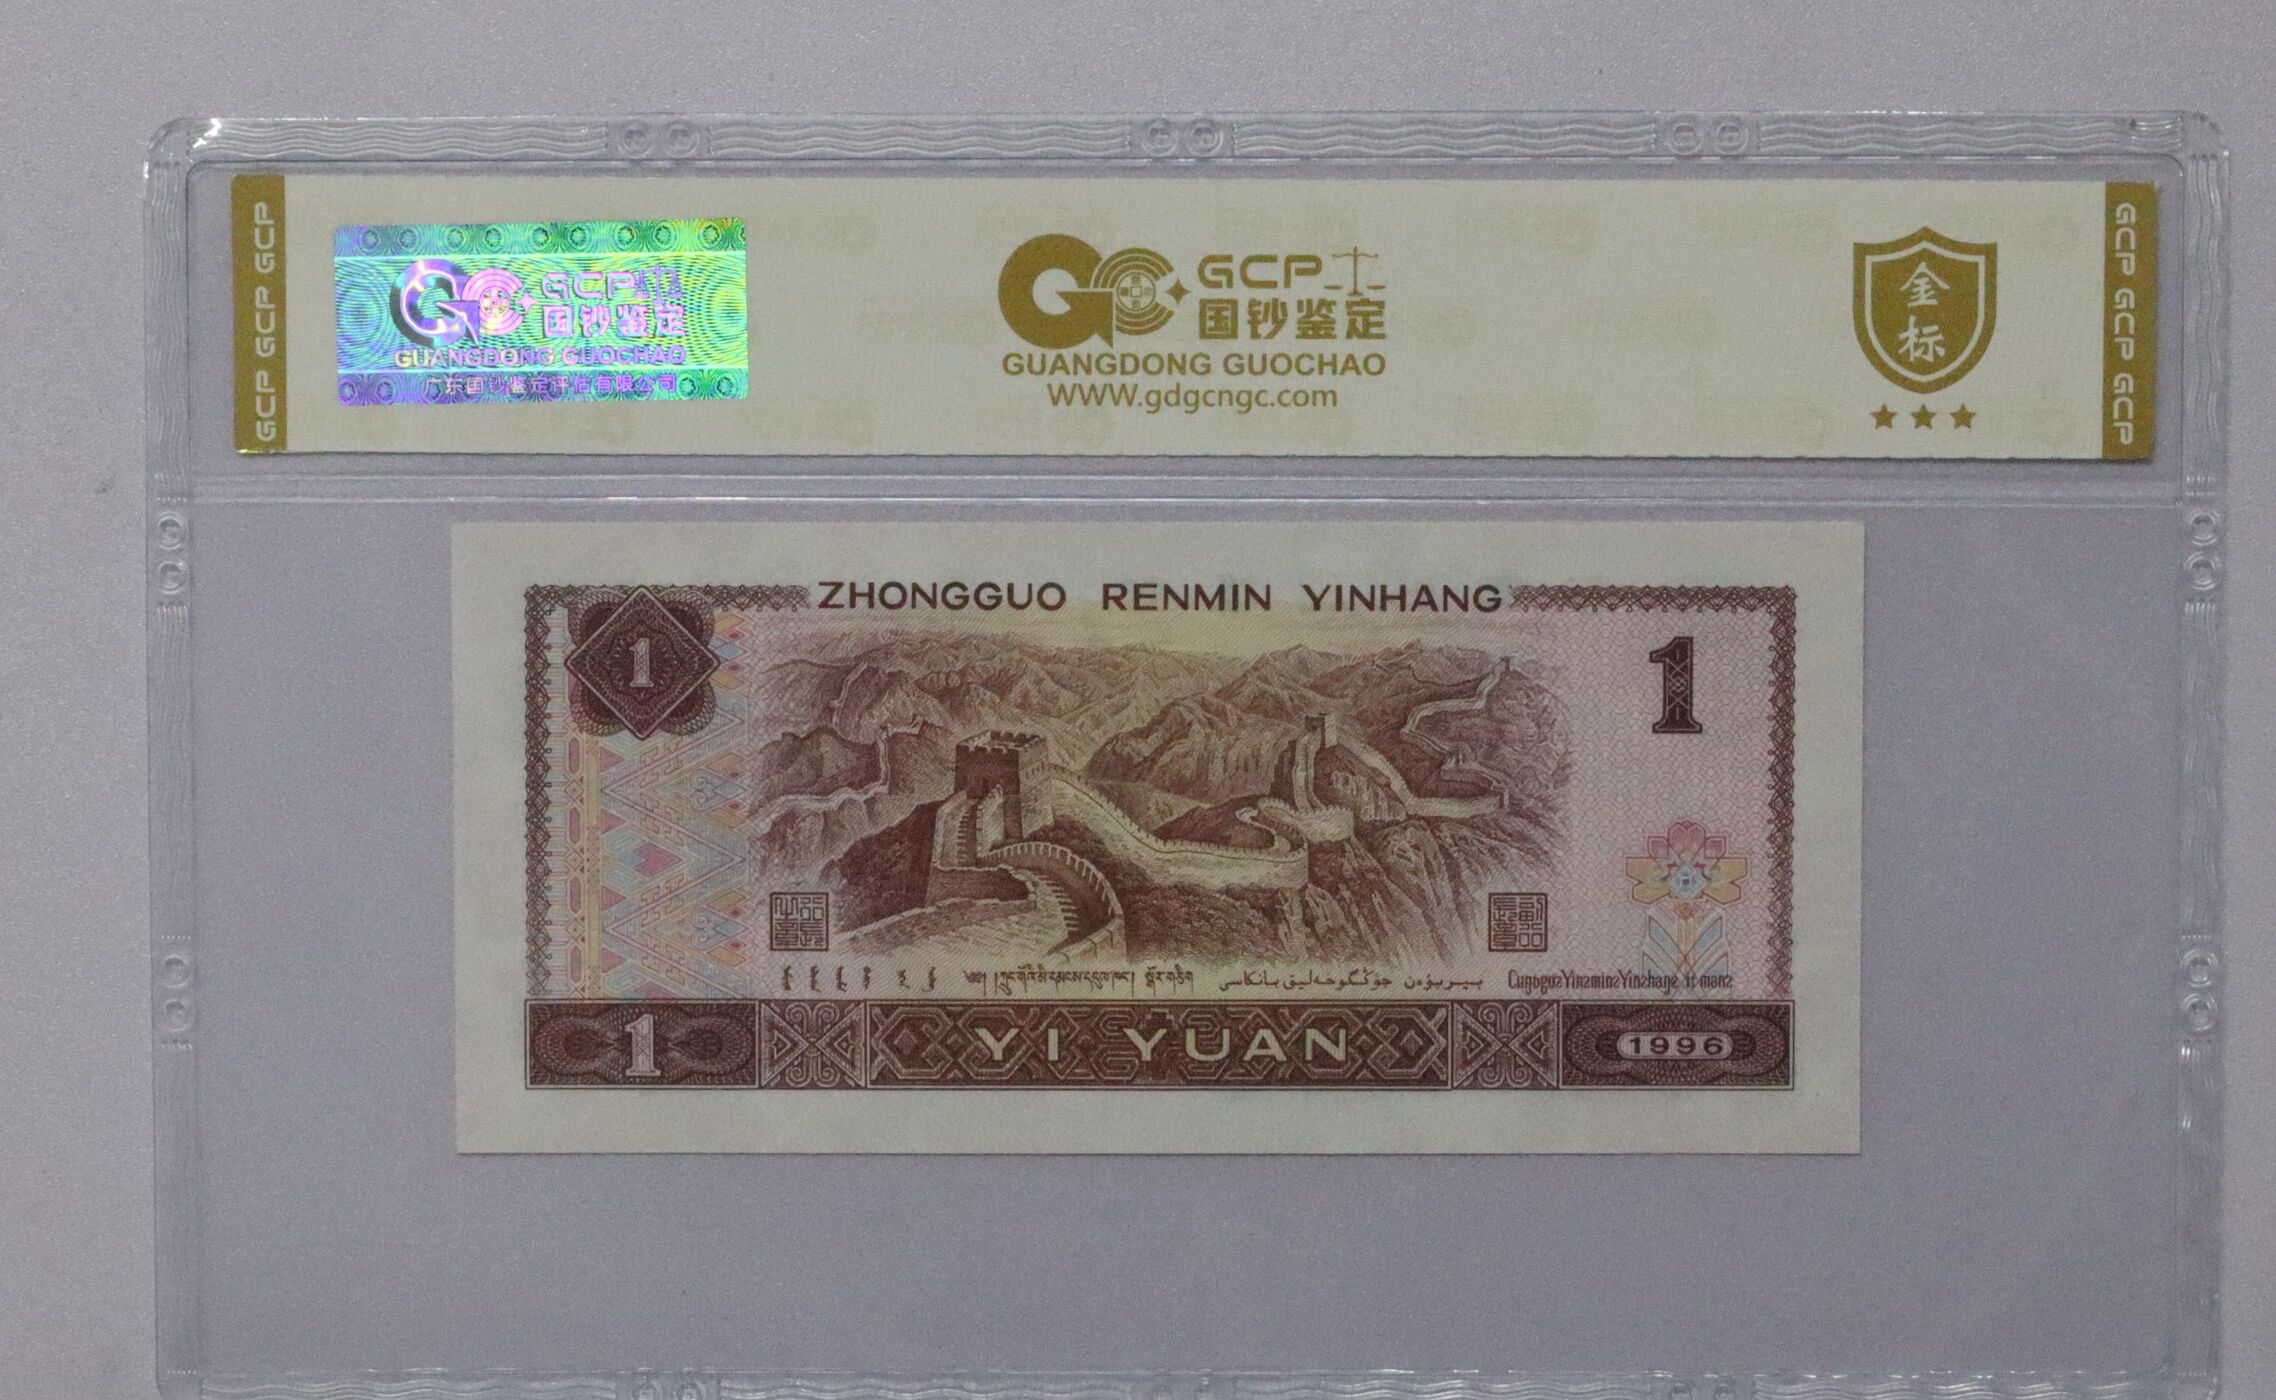 GCP GCP GCP
GCP
国钞鉴定
GUANGDONG GUOCHAO
广东国钞鉴定评估有限公司
GCP
国钞鉴定
GUANGDONG GUOCHAO
WWW.gdgcngc.com
金
标
GCP GCP GCP
ZHONGGUO RENMIN YINHANG
1
1
1
YI YUAN
1996